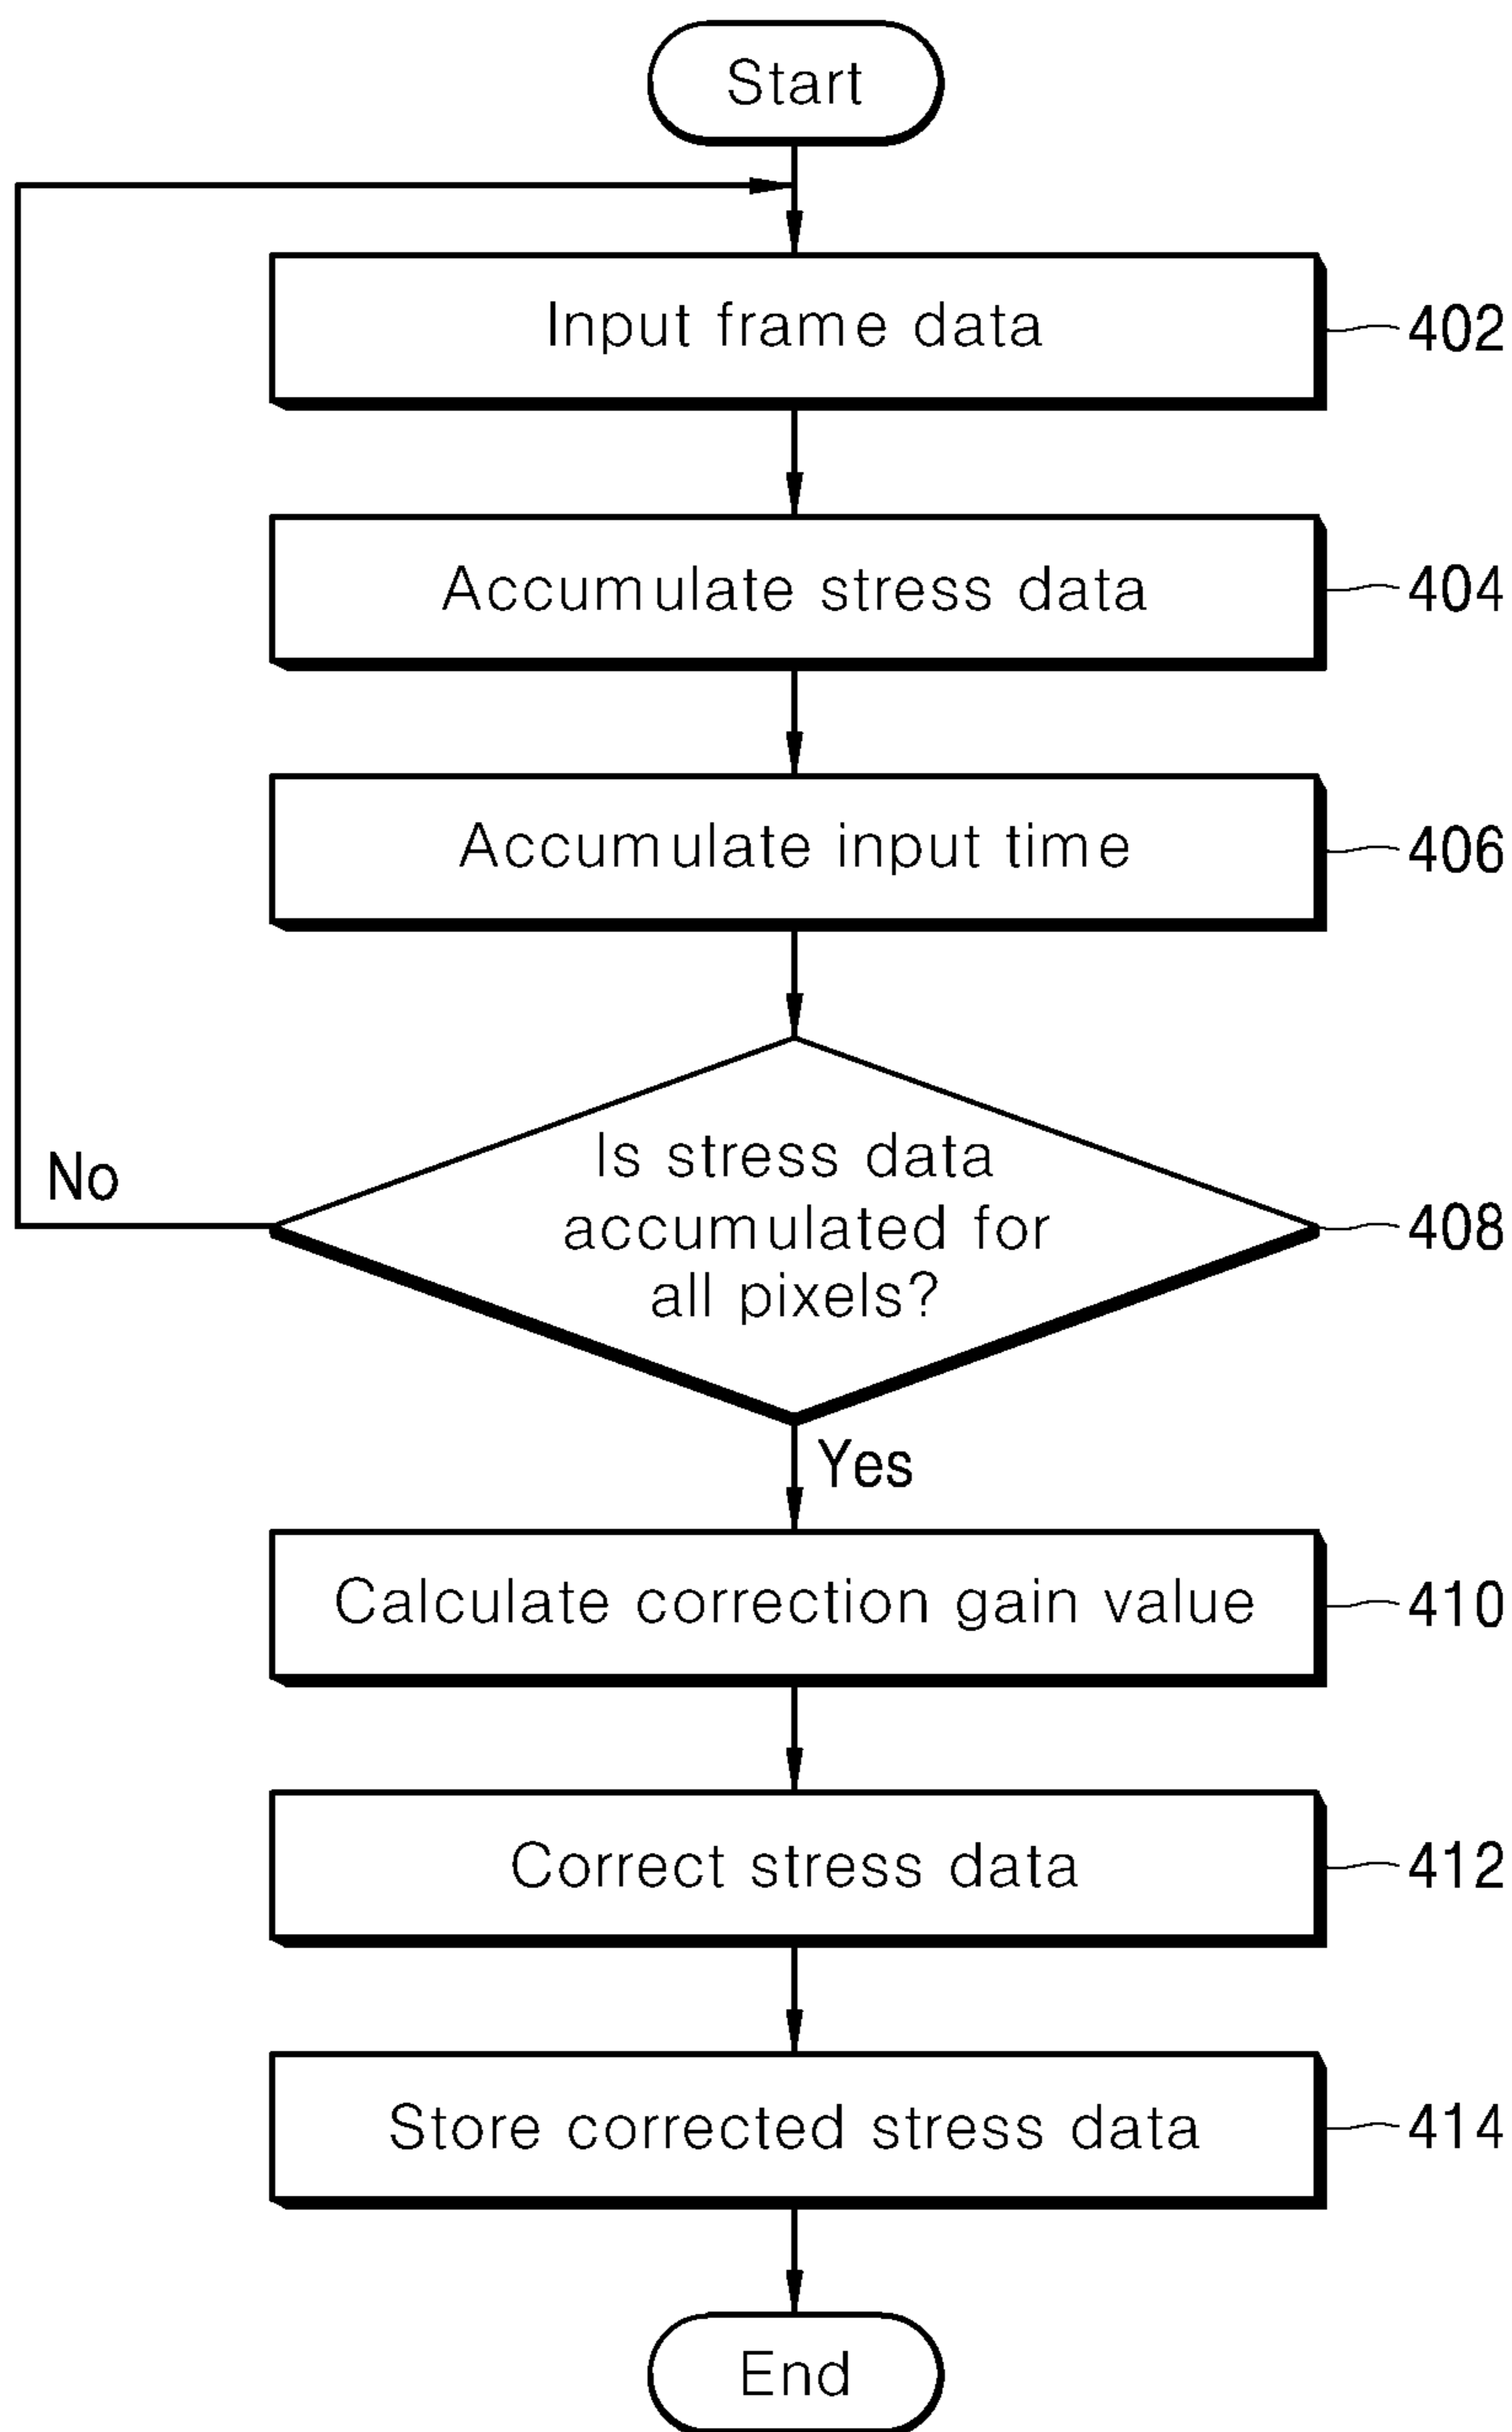 Start
Input frame data
402
Accumulate stress data
404
Accumulate input time
406
Is stress data
accumulated for
all pixels?
408
No
Yes
Calculate correction gain value
410
Correct stress data
412
Store corrected stress data
414
End